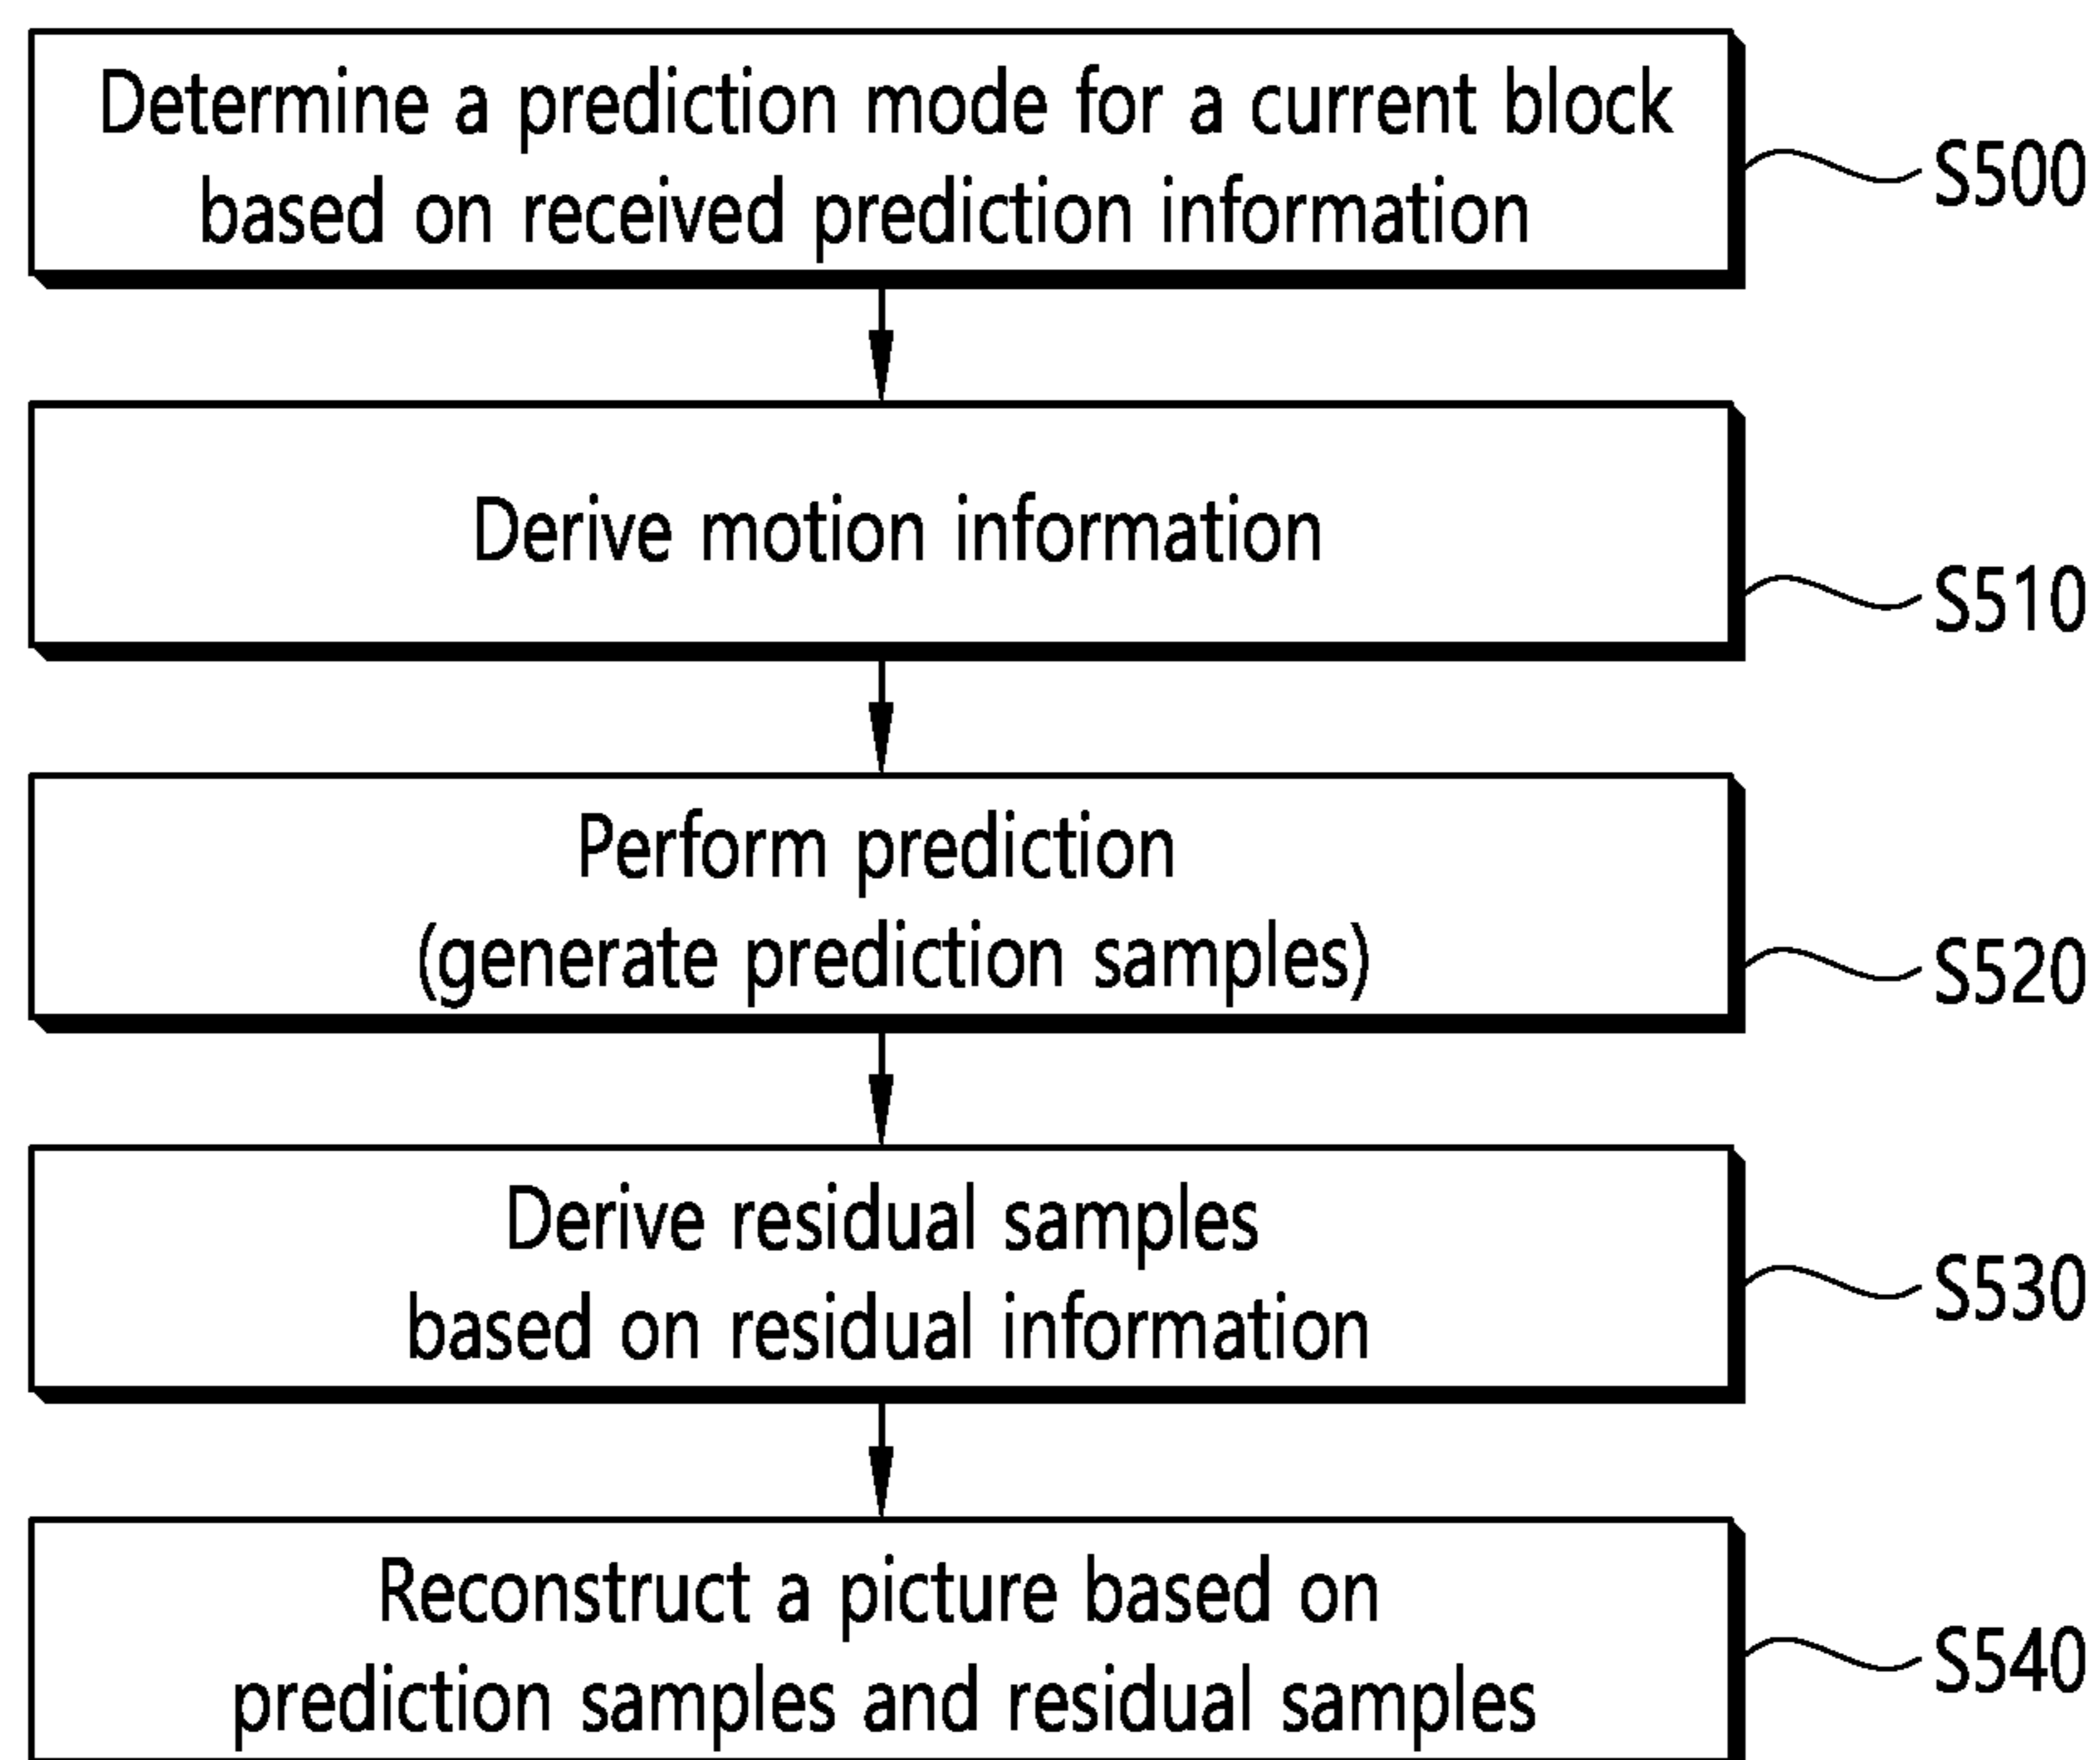 Determine a prediction mode for a current block
based on received prediction information
S500
Derive motion information
S510
Perform prediction
(generate prediction samples)
S520
Derive residual samples
based on residual information
S530
Reconstruct a picture based on
prediction samples and residual samples
S540